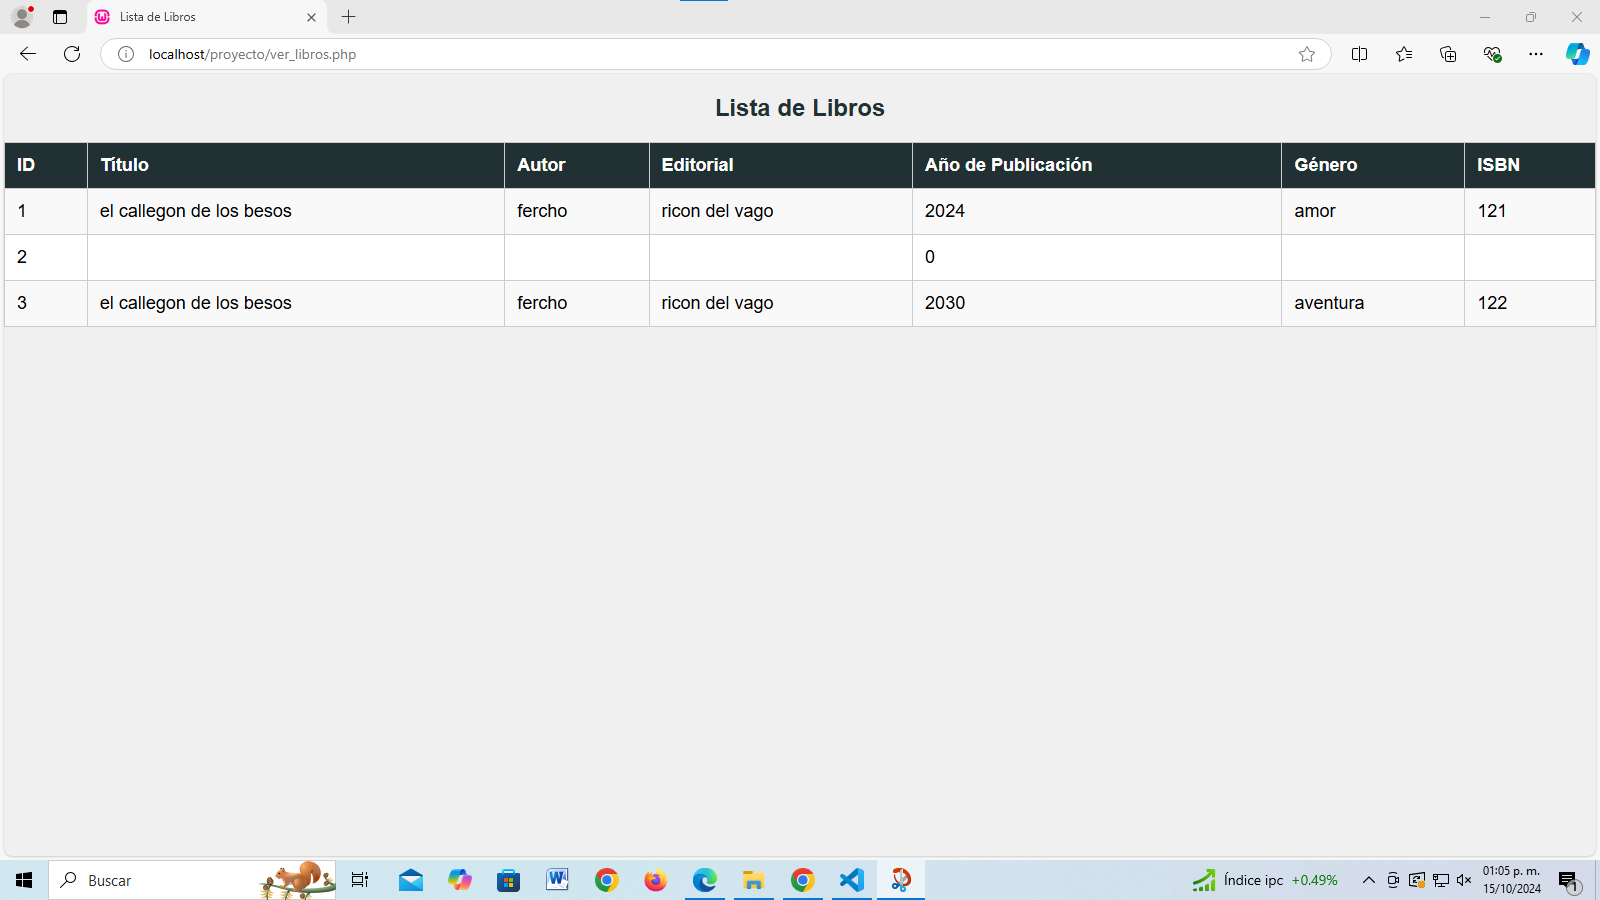 Lista de Libros
localhost/proyecto/ver_libros.php
Lista de Libros
ID Título Autor Editorial Año de Publicación Género ISBN
1 el callegon de los besos fercho ricon del vago 2024 amor 121
2 0
3 el callegon de los besos fercho ricon del vago 2030 aventura 122
Buscar
Índice ipc +0.49%
01:05 p. m.
15/10/2024
1